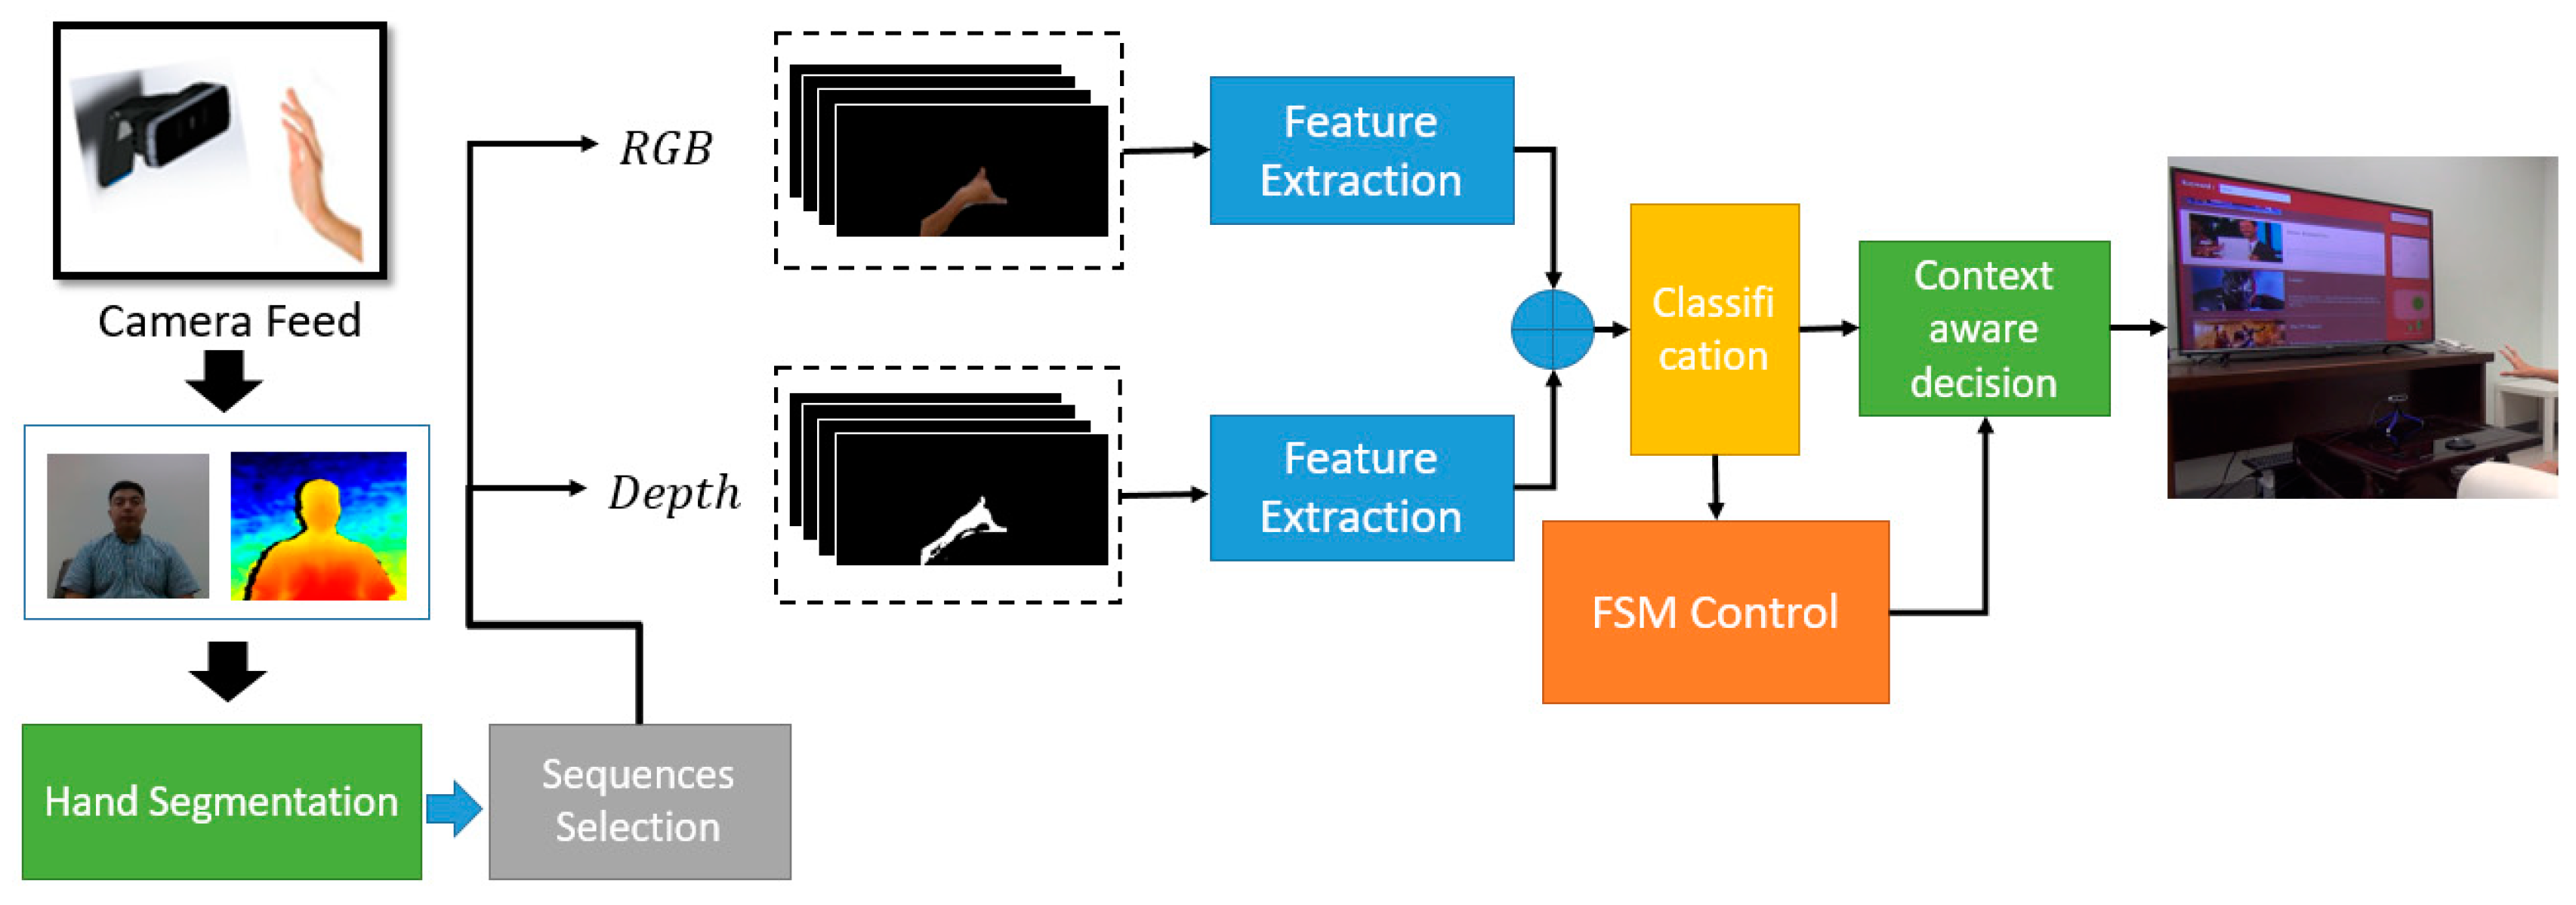 Camera Feed
Hand Segmentation
Sequences
Selection
RGB
Depth
Feature
Extraction
Feature
Extraction
Classifi
cation
FSM Control
Context
aware
decision